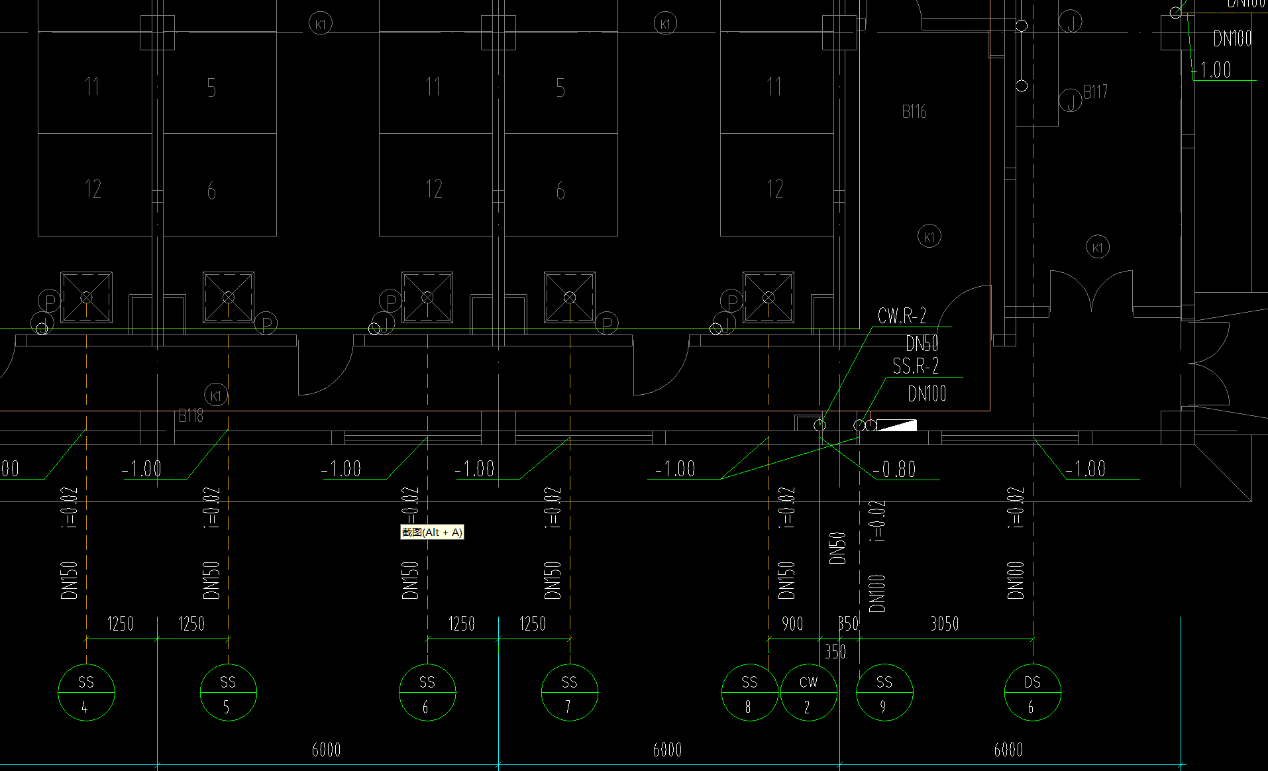 DN100
K1
K1
J
DN100
1.00
11
5
11
5
11
J
B117
B116
12
6
12
6
12
K1
K1
P
P
P
J
P
J
P
J
CW.R-2
DN50
SS.R-2
DN100
K1
B118
00
-1.00
-1.00
-1.00
-1.00
-0.80
-1.00
i=0.02
i=0.02
i=0.02
i=0.02
i=0.02
i=0.02
i=0.02
截图(Alt + A)
DN150
DN150
DN150
DN150
DN150
DN50
DN100
DN100
1250
1250
1250
1250
900
350
3050
350
SS
4
SS
5
SS
6
SS
7
SS
8
CW
2
SS
9
DS
6
6000
6000
6000